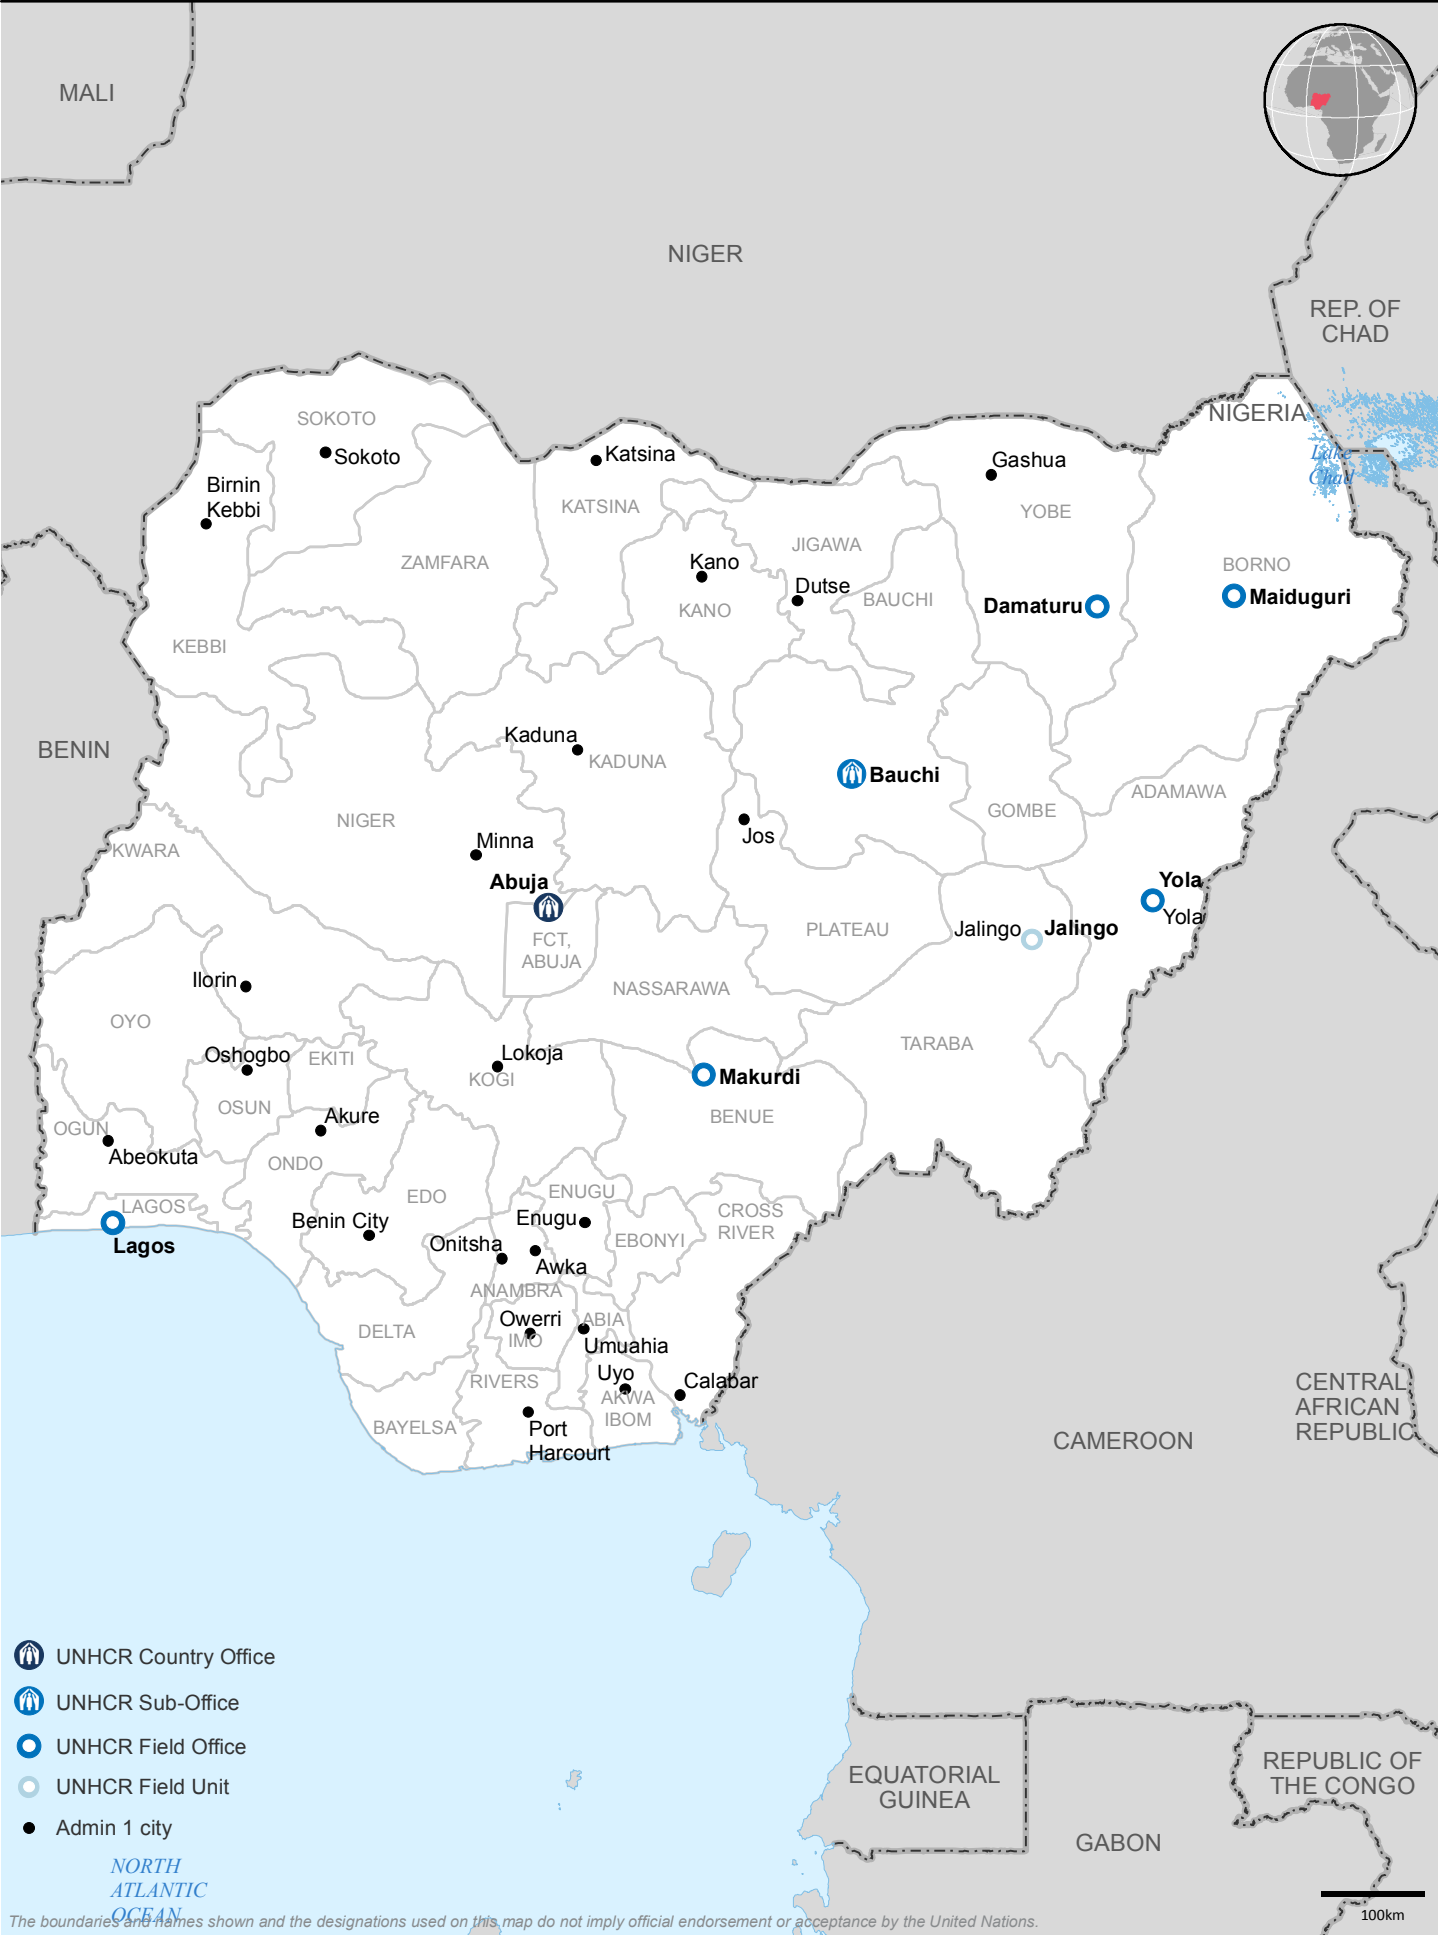 MALI
NIGER
REP. OF
CHAD
NIGERIA
SOKOTO
Sokoto
Katsina
Gashua
Lake
Chad
Birnin
Kebbi
KATSINA
YOBE
JIGAWA
ZAMFARA
Kano
BORNO
Dutse
BAUCHI
Damaturu
Maiduguri
KANO
KEBBI
Kaduna
BENIN
KADUNA
Bauchi
ADAMAWA
GOMBE
NIGER
Jos
Minna
KWARA
Abuja
Yola
Yola
PLATEAU
Jalingo
Jalingo
FCT,
ABUJA
Ilorin
NASSARAWA
OYO
TARABA
Oshogbo
EKITI
Lokoja
KOGI
Makurdi
OSUN
Akure
BENUE
OGUN
Abeokuta
ONDO
ENUGU
EDO
LAGOS
CROSS
RIVER
Benin City
Enugu
EBONYI
Lagos
Onitsha
Awka
ANAMBRA
Owerri
ABIA
DELTA
IMO
Umuahia
Uyo
RIVERS
Calabar
AKWA
IBOM
BAYELSA
Port
Harcourt
CENTRAL
AFRICAN
REPUBLIC
CAMEROON
UNHCR Country Office
UNHCR Sub-Office
UNHCR Field Office
UNHCR Field Unit
Admin 1 city
EQUATORIAL
GUINEA
REPUBLIC OF
THE CONGO
GABON
NORTH
ATLANTIC
OCEAN
100km
The boundaries and names shown and the designations used on this map do not imply official endorsement or acceptance by the United Nations.